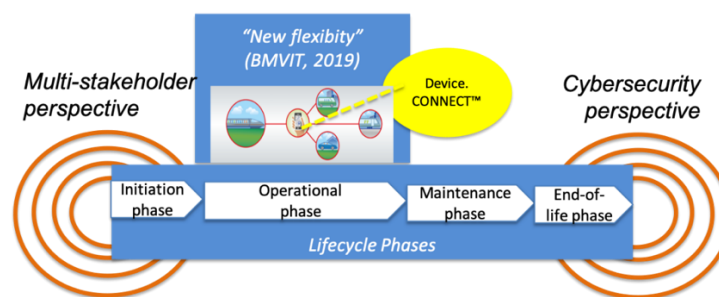 “New flexibity”
(BMVIT, 2019)
Multi-stakeholder
perspective
Device.
CONNECT™
Cybersecurity
perspective
Initiation
phase
Operational
phase
Maintenance
phase
End-of-
life phase
Lifecycle Phases